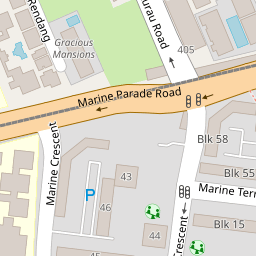 Rendang
urau Road
405
Gracious
Mansions
Marine Parade Road
Marine Crescent
Blk 58
Blk 55
43
P
Marine Terr
46
44
Crescent
Blk 15